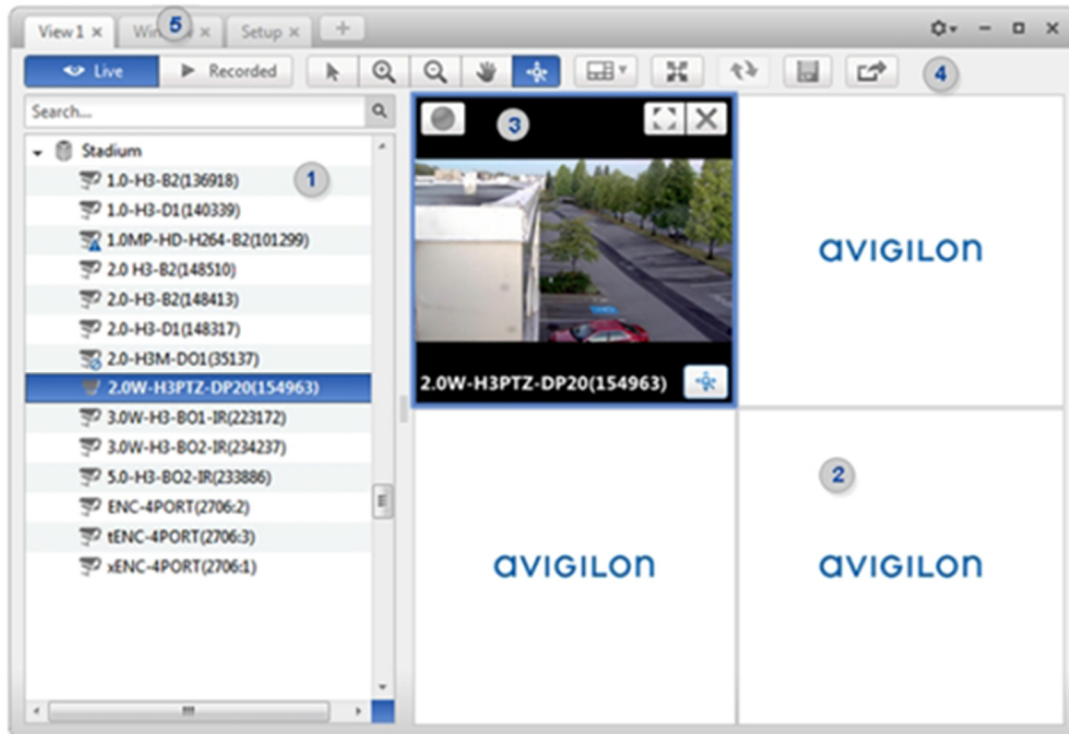 View 1
Win
5
Setup
Live
Recorded
4
Search...
3
Stadium
1
1.0-H3-B2(136918)
1.0-H3-D1(140339)
1.0MP-HD-H264-B2(101299)
2.0 H3-B2(148510)
2.0-H3-B2(148413)
2.0-H3-D1(148317)
2.0-H3M-DO1(35137)
2.0W-H3PTZ-DP20(154963)
3.0W-H3-BO1-IR(223172)
3.0W-H3-BO2-IR(234237)
5.0-H3-BO2-IR(233886)
ENC-4PORT(2706:2)
tENC-4PORT(2706:3)
xENC-4PORT(2706:1)
2.0W-H3PTZ-DP20(154963)
avigilon
2
avigilon
avigilon